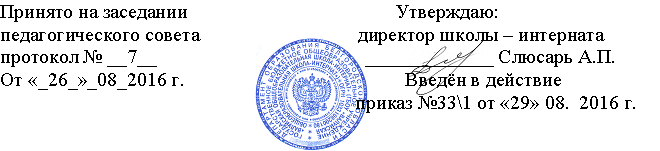 Принято на заседании Утверждаю:
педагогического совета директор школы – интерната
протокол № __7__ _____________ Слюсарь А.П.
От «_26_»_08_2016 г. Введён в действие
приказ №33\1 от «29» 08. 2016 г.